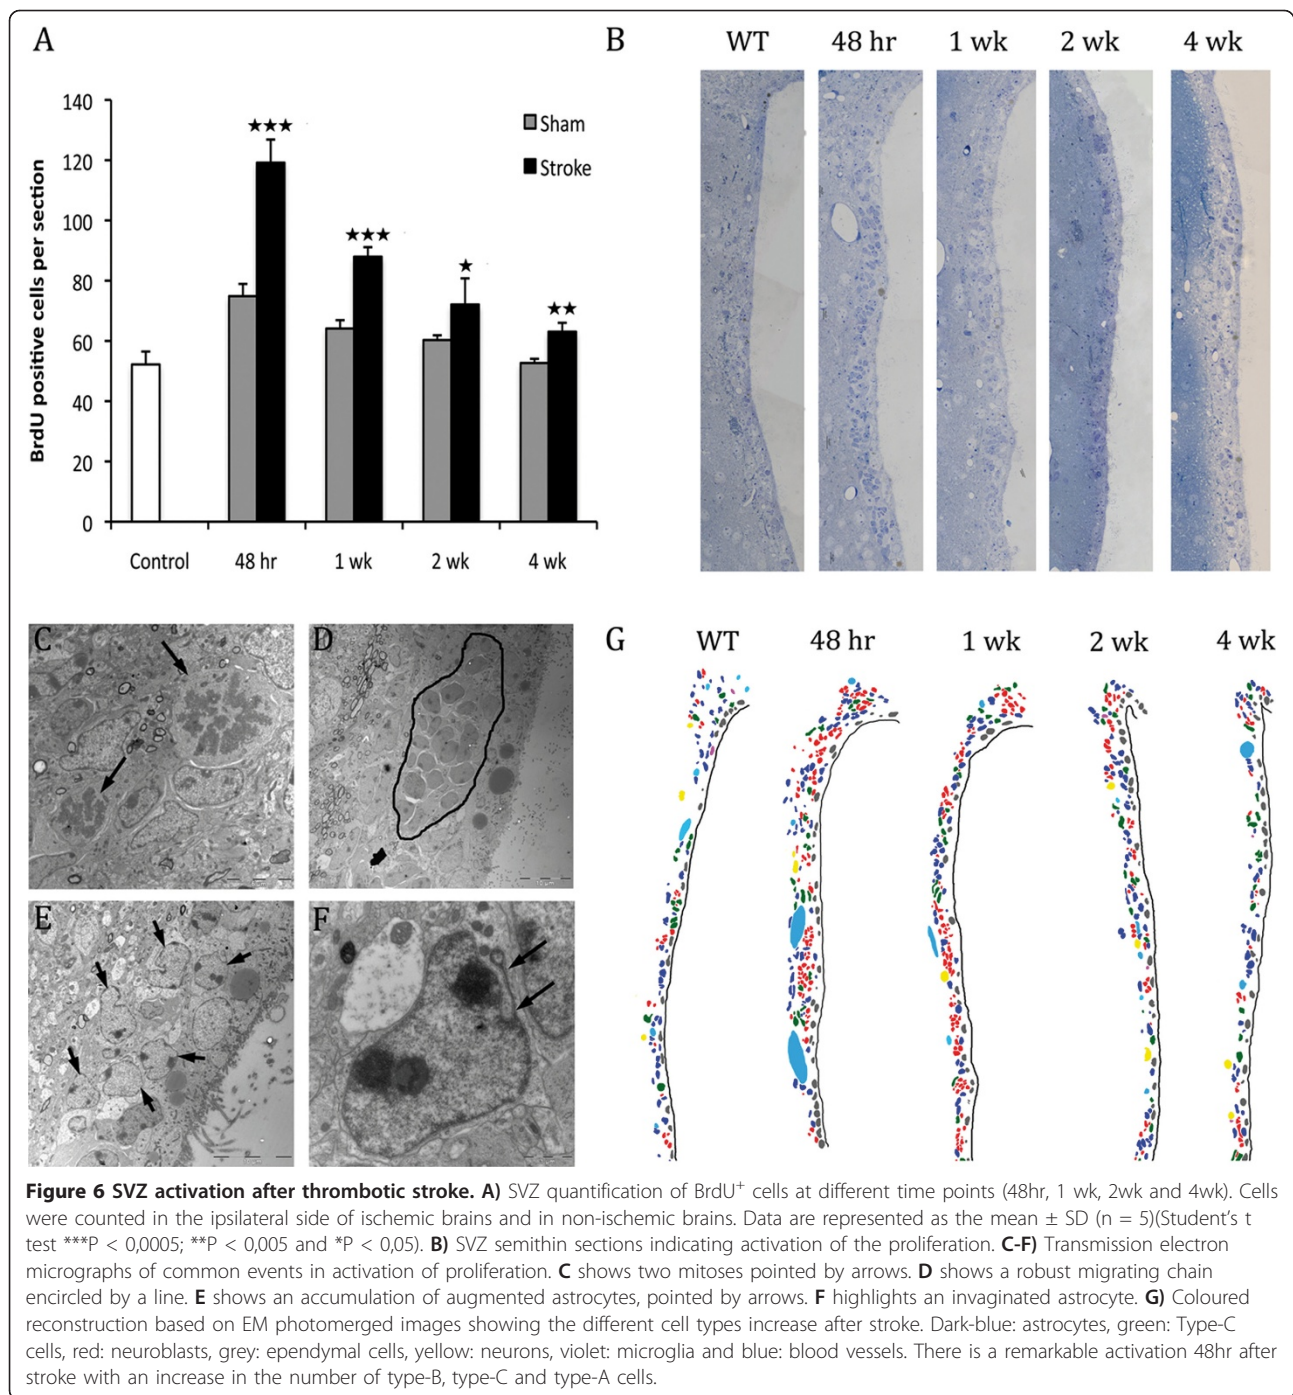 A
B
WT 48 hr 1 wk 2 wk 4 wk
140
120
100
80
60
40
20
0
BrdU positive cells per section
★★★
★★★
★
★★
Sham
Stroke
Control 48 hr 1 wk 2 wk 4 wk
C
D
E
F
G
WT 48 hr 1 wk 2 wk 4 wk
Figure 6 SVZ activation after thrombotic stroke. A) SVZ quantification of BrdU⁺ cells at different time points (48hr, 1 wk, 2wk and 4wk). Cells
were counted in the ipsilateral side of ischemic brains and in non-ischemic brains. Data are represented as the mean ± SD (n = 5)(Student's t
test ***P < 0,0005; **P < 0,005 and *P < 0,05). B) SVZ semithin sections indicating activation of the proliferation. C-F) Transmission electron
micrographs of common events in activation of proliferation. C shows two mitoses pointed by arrows. D shows a robust migrating chain
encircled by a line. E shows an accumulation of augmented astrocytes, pointed by arrows. F highlights an invaginated astrocyte. G) Coloured
reconstruction based on EM photomerged images showing the different cell types increase after stroke. Dark-blue: astrocytes, green: Type-C
cells, red: neuroblasts, grey: ependymal cells, yellow: neurons, violet: microglia and blue: blood vessels. There is a remarkable activation 48hr after
stroke with an increase in the number of type-B, type-C and type-A cells.